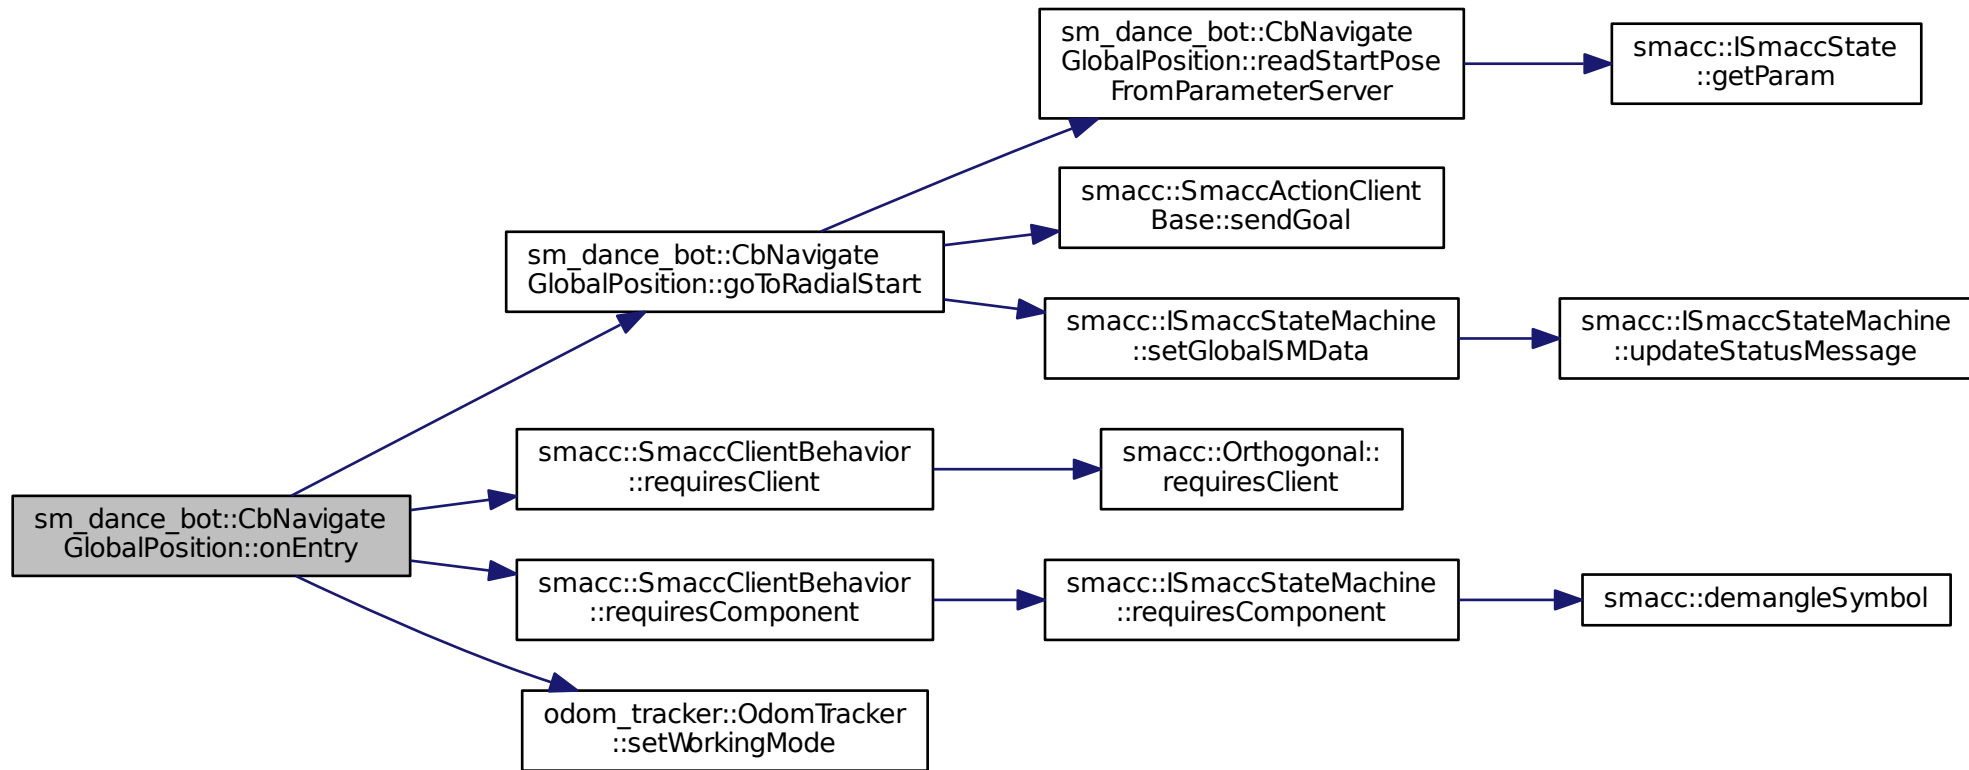 sm_dance_bot::CbNavigate
GlobalPosition::readStartPose
FromParameterServer
smacc::ISmaccState
::getParam
smacc::SmaccActionClient
Base::sendGoal
sm_dance_bot::CbNavigate
GlobalPosition::goToRadialStart
smacc::ISmaccStateMachine
::setGlobalSMData
smacc::ISmaccStateMachine
::updateStatusMessage
smacc::SmaccClientBehavior
::requiresClient
smacc::Orthogonal::
requiresClient
sm_dance_bot::CbNavigate
GlobalPosition::onEntry
smacc::SmaccClientBehavior
::requiresComponent
smacc::ISmaccStateMachine
::requiresComponent
smacc::demangleSymbol
odom_tracker::OdomTracker
::setWorkingMode